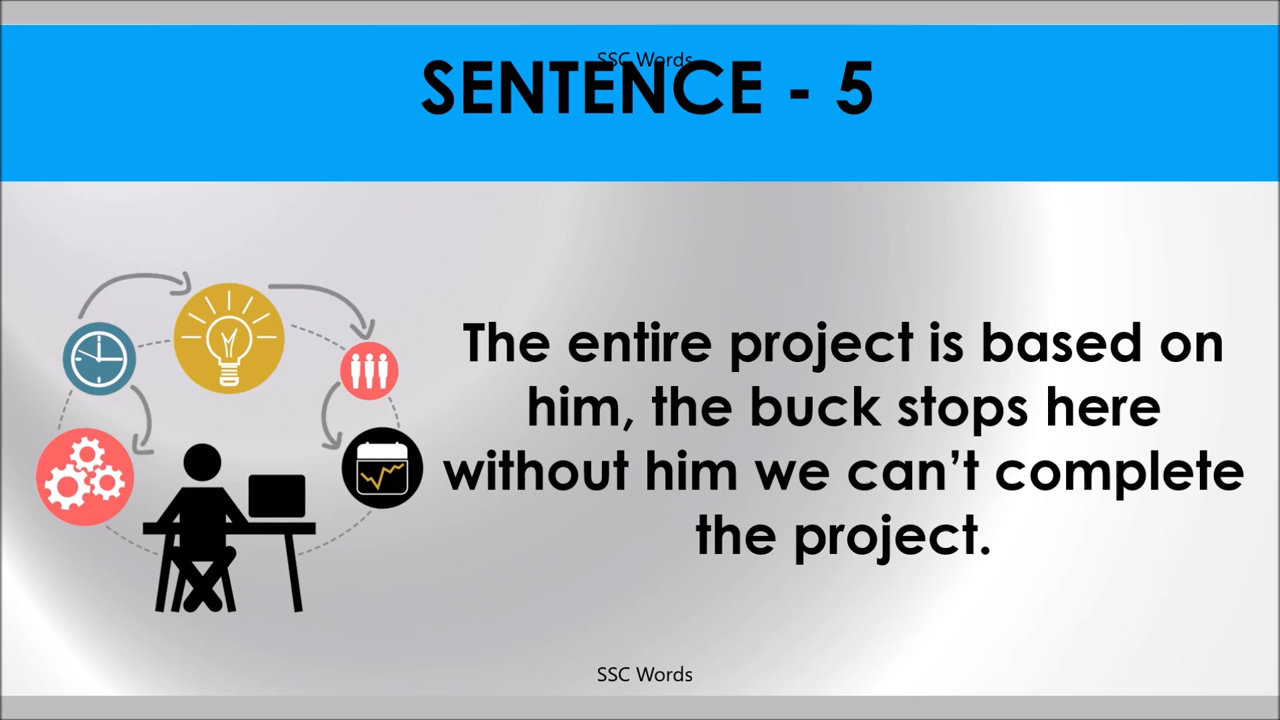 SSC Words
SENTENCE - 5
The entire project is based on
him, the buck stops here
without him we can’t complete
the project.
SSC Words